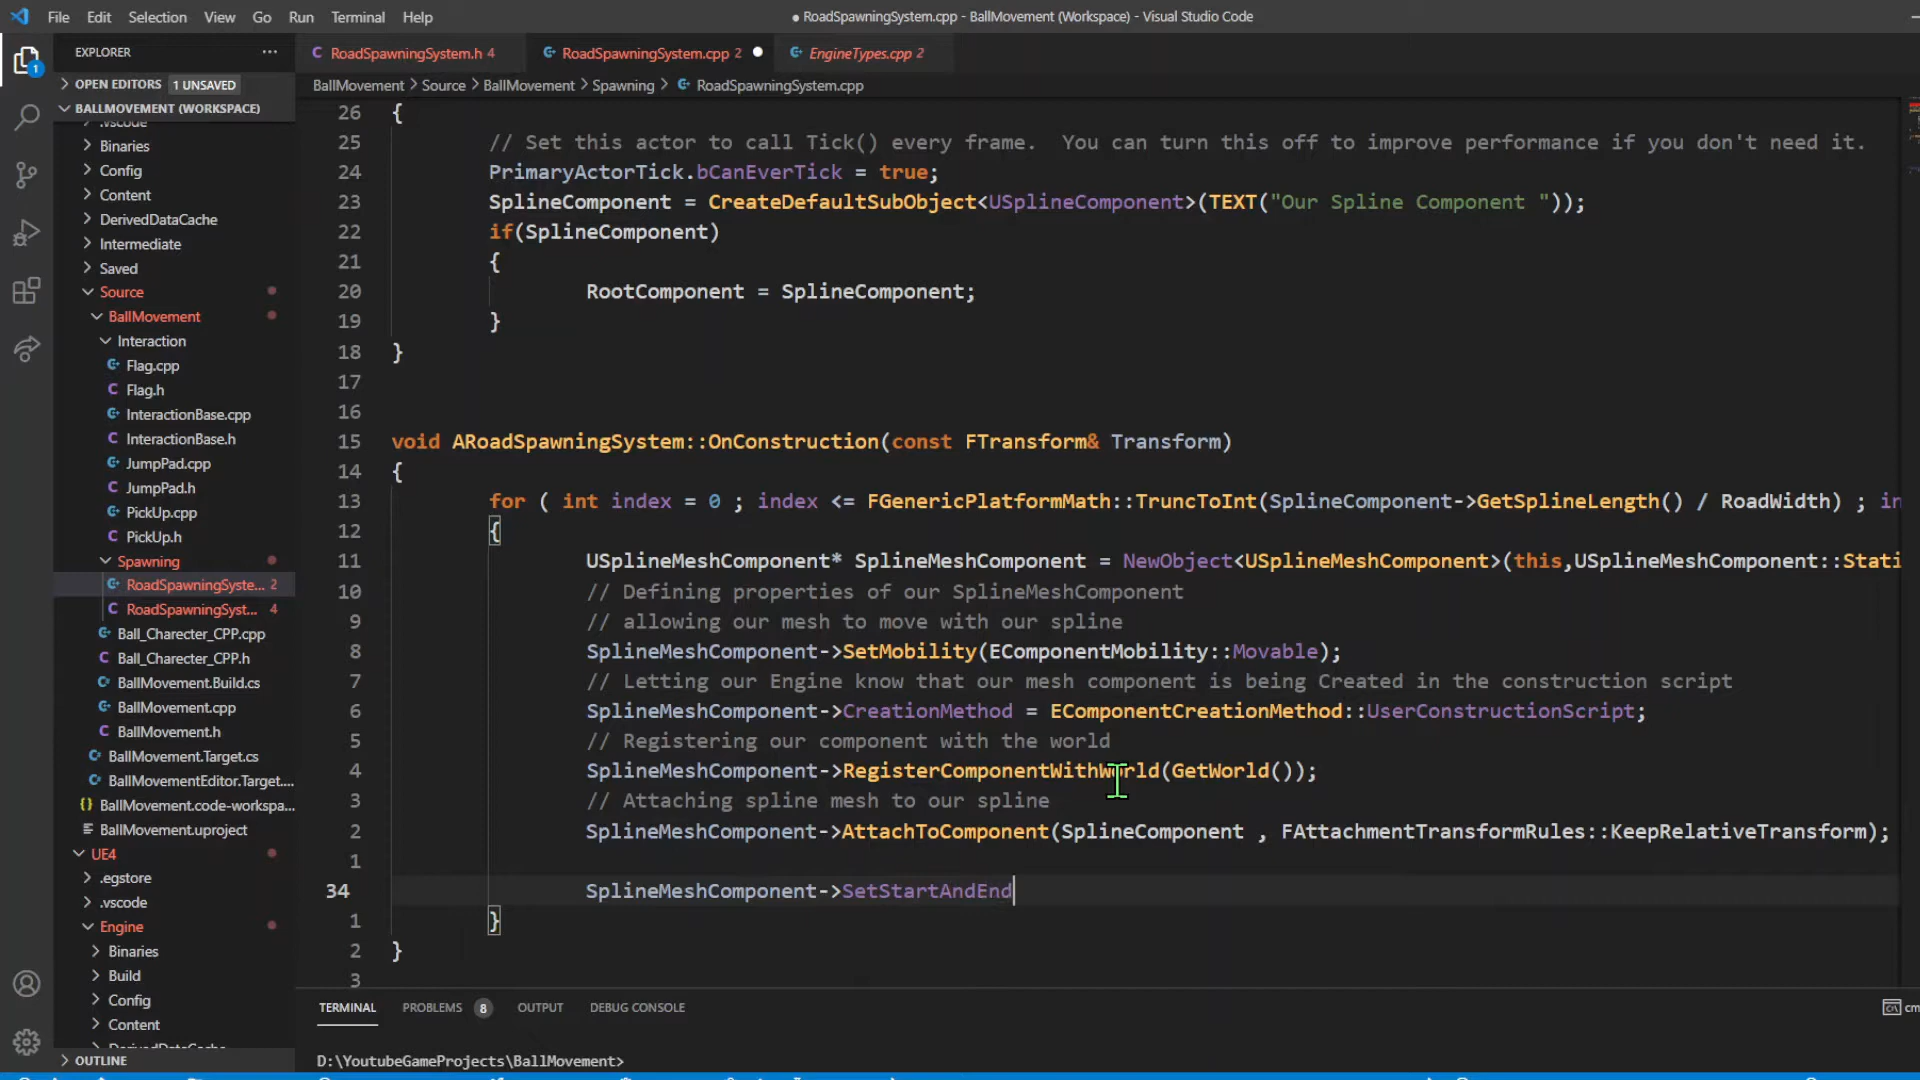 File Edit Selection View Go Run Terminal Help
● RoadSpawningSystem.cpp - BallMovement (Workspace) - Visual Studio Code
EXPLORER
RoadSpawningSystem.h 4
RoadSpawningSystem.cpp 2
EngineTypes.cpp 2
OPEN EDITORS 1 UNSAVED
BallMovement > Source > BallMovement > Spawning > RoadSpawningSystem.cpp
BALLMOVEMENT (WORKSPACE)
.vscode
Binaries
Config
Content
DerivedDataCache
Intermediate
Saved
Source
BallMovement
Interaction
Flag.cpp
Flag.h
InteractionBase.cpp
InteractionBase.h
JumpPad.cpp
JumpPad.h
PickUp.cpp
PickUp.h
Spawning
RoadSpawningSyste... 2
RoadSpawningSyst... 4
Ball_Charecter_CPP.cpp
Ball_Charecter_CPP.h
BallMovement.Build.cs
BallMovement.cpp
BallMovement.h
BallMovement.Target.cs
BallMovementEditor.Target....
BallMovement.code-workspa...
BallMovement.uproject
UE4
.egstore
.vscode
Engine
Binaries
Build
Config
Content
OUTLINE
1
26 {
25 // Set this actor to call Tick() every frame.  You can turn this off to improve performance if you don't need it.
24 PrimaryActorTick.bCanEverTick = true;
23 SplineComponent = CreateDefaultSubObject<USplineComponent>(TEXT("Our Spline Component "));
22 if(SplineComponent)
21 {
20 RootComponent = SplineComponent;
19 }
18 }
17
16
15 void ARoadSpawningSystem::OnConstruction(const FTransform& Transform)
14 {
13 for ( int index = 0 ; index <= FGenericPlatformMath::TruncToInt(SplineComponent->GetSplineLength() / RoadWidth) ; in
12 {
11 USplineMeshComponent* SplineMeshComponent = NewObject<USplineMeshComponent>(this,USplineMeshComponent::Stati
10 // Defining properties of our SplineMeshComponent
9 // allowing our mesh to move with our spline
8 SplineMeshComponent->SetMobility(EComponentMobility::Movable);
7 // Letting our Engine know that our mesh component is being Created in the construction script
6 SplineMeshComponent->CreationMethod = EComponentCreationMethod::UserConstructionScript;
5 // Registering our component with the world
4 SplineMeshComponent->RegisterComponentWithWorld(GetWorld());
3 // Attaching spline mesh to our spline
2 SplineMeshComponent->AttachToComponent(SplineComponent , FAttachmentTransformRules::KeepRelativeTransform);
1
34 SplineMeshComponent->SetStartAndEnd
1 }
2 }
3
TERMINAL PROBLEMS 8 OUTPUT DEBUG CONSOLE
cm
D:\YoutubeGameProjects\BallMovement>